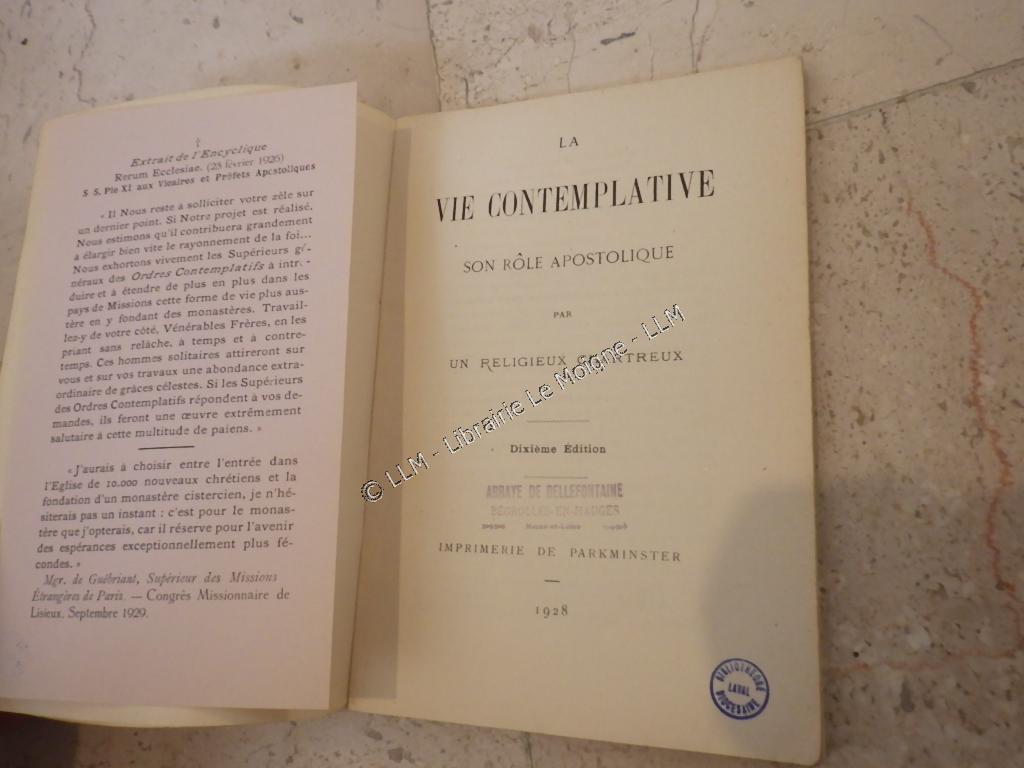 †
Extrait de l'Encyclique
Rerum Ecclesiae. (28 février 1926)
S S. Pie XI aux Vicaires et Préfets Apostoliques
« Il Nous reste à solliciter votre zèle sur
un dernier point. Si Notre projet est réalisé,
Nous estimons qu'il contribuera grandement
à élargir bien vite le rayonnement de la foi...
Nous exhortons vivement les Supérieurs gé-
néraux des Ordres Contemplatifs à intro-
duire et à étendre de plus en plus dans les
pays de Missions cette forme de vie plus aus-
tère en y fondant des monastères. Travail-
lez-y de votre côté, Vénérables Frères, en les
priant sans relâche, à temps et à contre-
temps. Ces hommes solitaires attireront sur
vous et sur vos travaux une abondance extra-
ordinaire de grâces célestes. Si les Supérieurs
des Ordres Contemplatifs répondent à vos de-
mandes, ils feront une œuvre extrêmement
salutaire à cette multitude de paiens. »
« J'aurais à choisir entre l'entrée dans
l'Eglise de 10.000 nouveaux chrétiens et la
fondation d'un monastère cistercien, je n'hé-
siterais pas un instant : c'est pour le monas-
tère que j'opterais, car il réserve pour l'avenir
des espérances exceptionnellement plus fé-
condes. »
Mgr. de Guébriant, Supérieur des Missions
Étrangères de Paris. — Congrès Missionnaire de
Lisieux. Septembre 1929.
LA
VIE CONTEMPLATIVE
SON RÔLE APOSTOLIQUE
PAR
UN RELIGIEUX CHARTREUX
Dixième Édition
ABBAYE DE BELLEFONTAINE
BÉGROLLES-EN-MAUGES
Maine-et-Loire
IMPRIMERIE DE PARKMINSTER
1928
BIBLIOTHÈQUE
LAVAL
DIOCÉSAINE
© LLM - Librairie Le Moigne - LLM